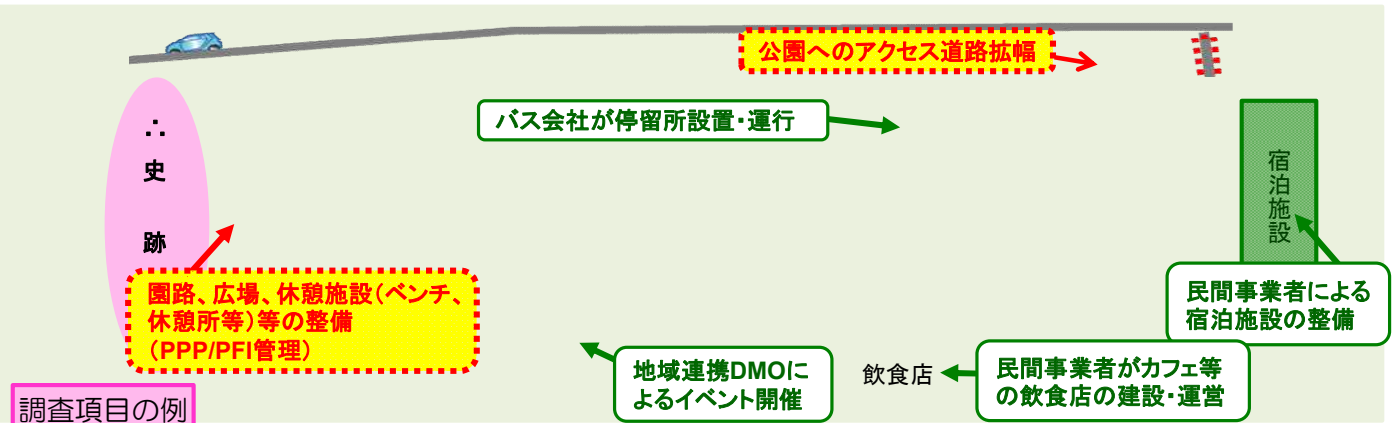 公園へのアクセス道路拡幅
バス会社が停留所設置・運行
∴
史
跡
宿泊施設
園路、広場、休憩施設（ベンチ、
休憩所等）等の整備
（PPP/PFI管理）
民間事業者による
宿泊施設の整備
地域連携DMOに
よるイベント開催
飲食店
民間事業者がカフェ等
の飲食店の建設・運営
調査項目の例